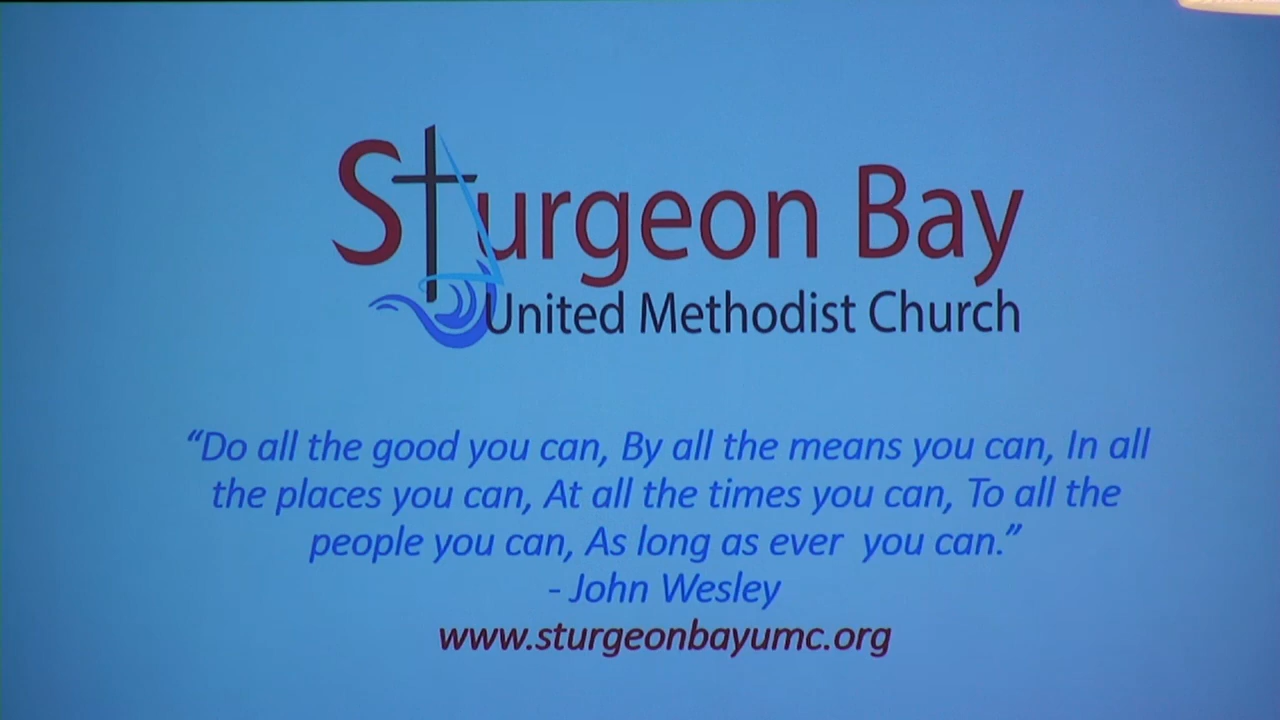 Sturgeon Bay
United Methodist Church
“Do all the good you can, By all the means you can, In all
the places you can, At all the times you can, To all the
people you can, As long as ever  you can.”
- John Wesley
www.sturgeonbayumc.org